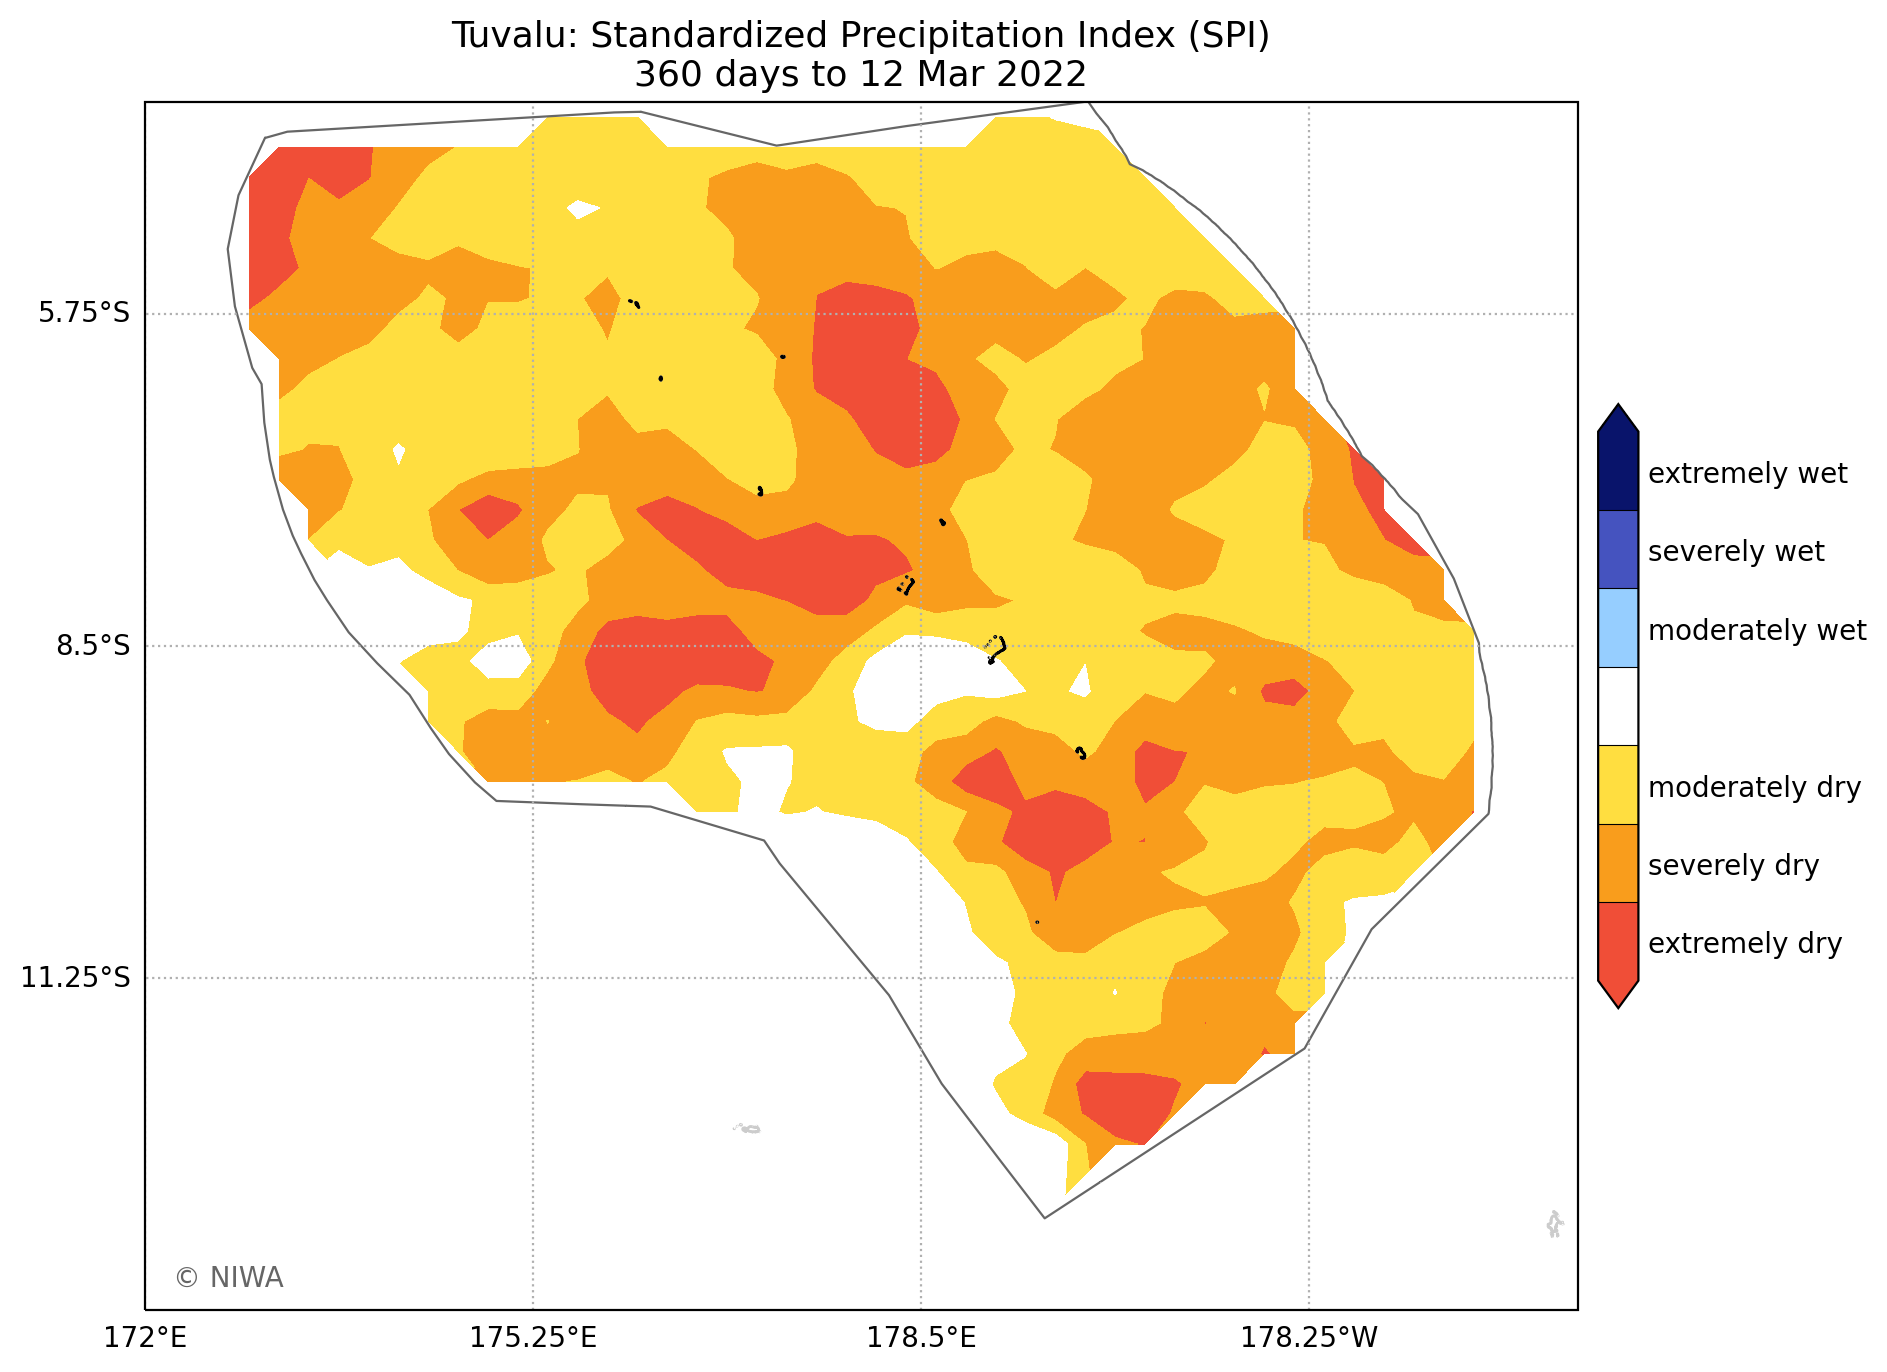 Tuvalu: Standardized Precipitation Index (SPI)
360 days to 12 Mar 2022
5.75°S
8.5°S
11.25°S
172°E
175.25°E
178.5°E
178.25°W
extremely wet
severely wet
moderately wet
moderately dry
severely dry
extremely dry
© NIWA